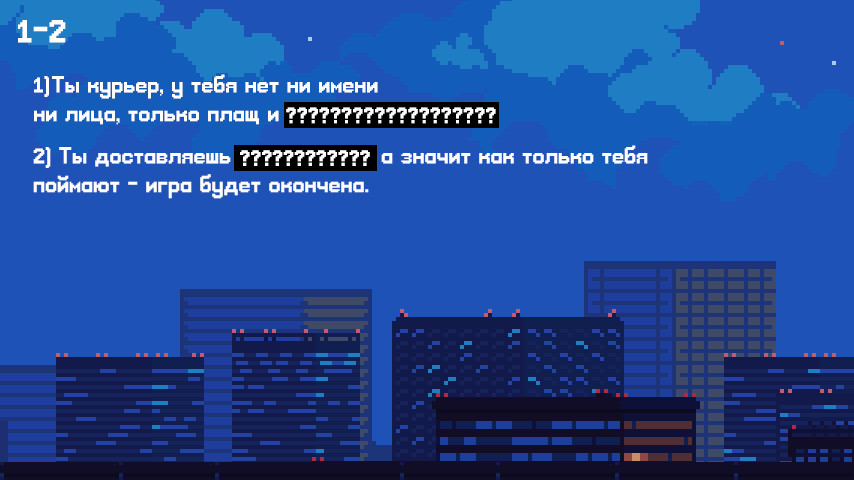 1-2
1)Ты курьер, у тебя нет ни имени
ни лица, только плащ и ???????????????????
2) Ты доставляешь ???????????? а значит как только тебя
поймают - игра будет окончена.